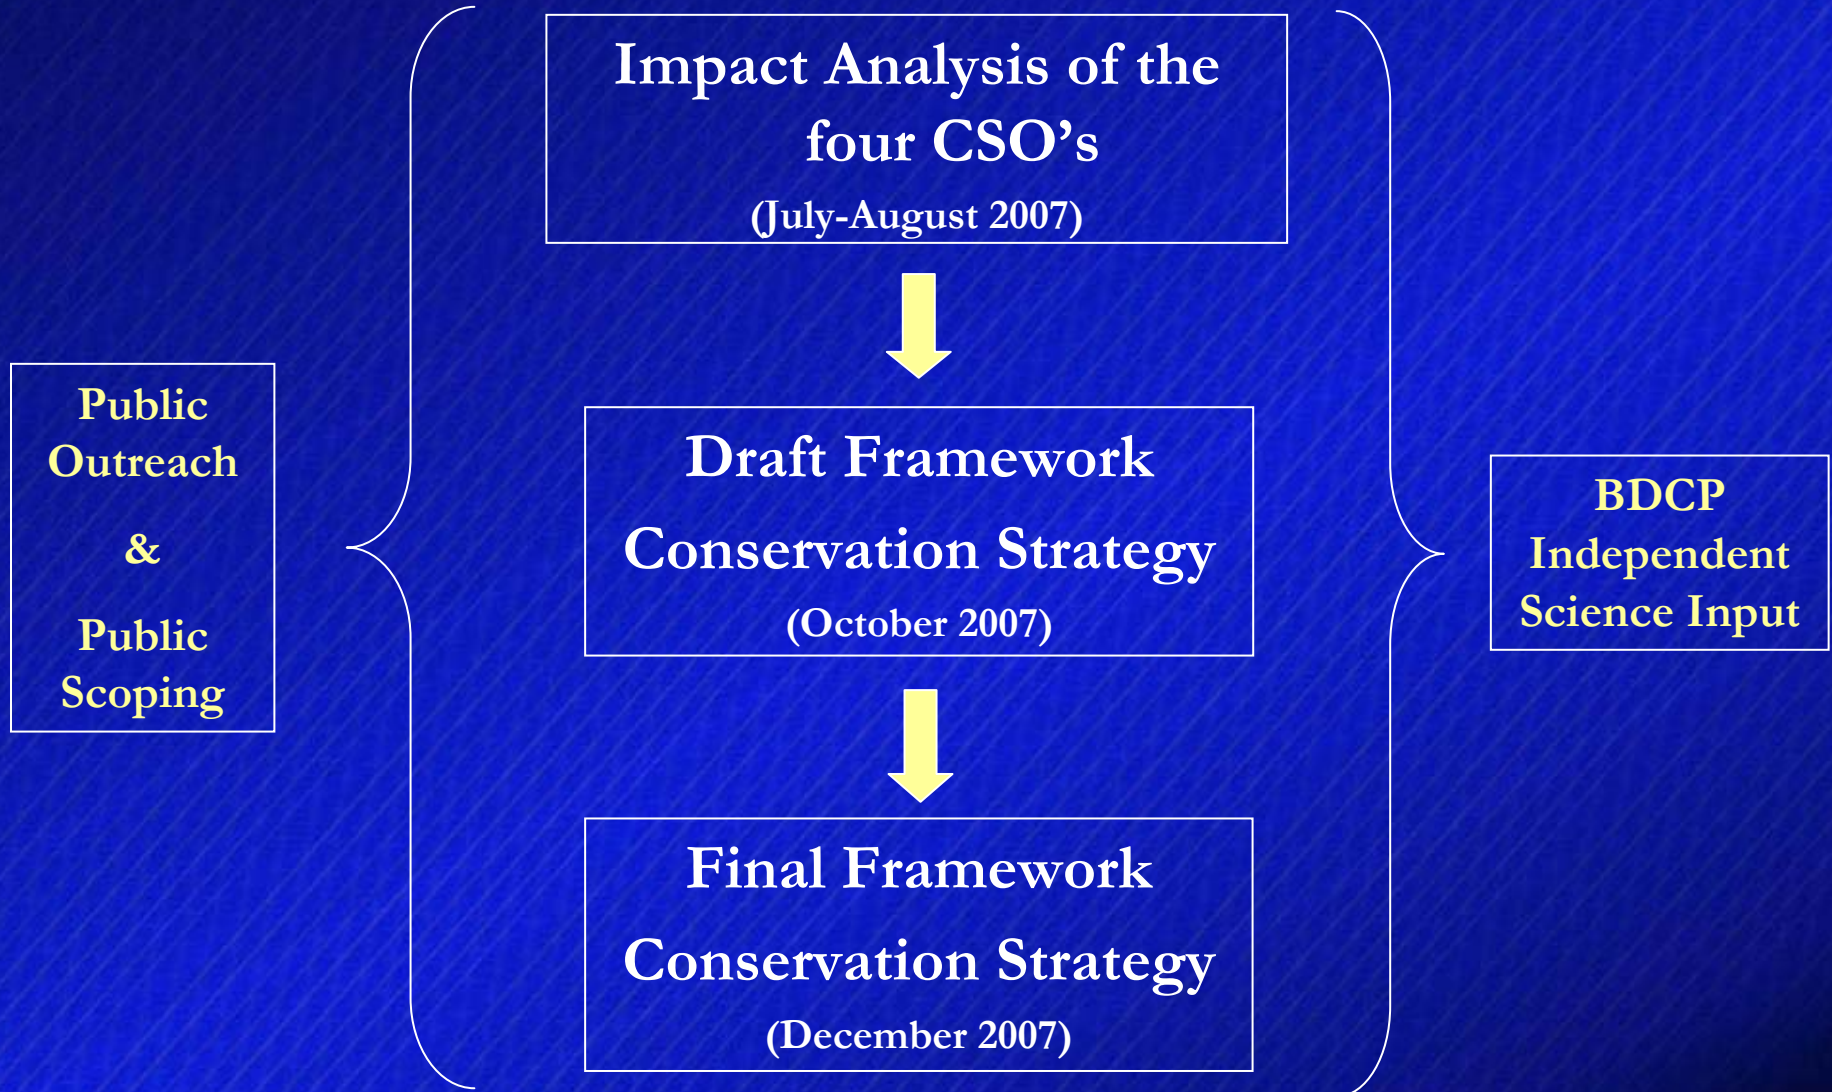 Impact Analysis of the
four CSO’s
(July-August 2007)
Public
Outreach
&
Public
Scoping
Draft Framework
Conservation Strategy
(October 2007)
BDCP
Independent
Science Input
Final Framework
Conservation Strategy
(December 2007)